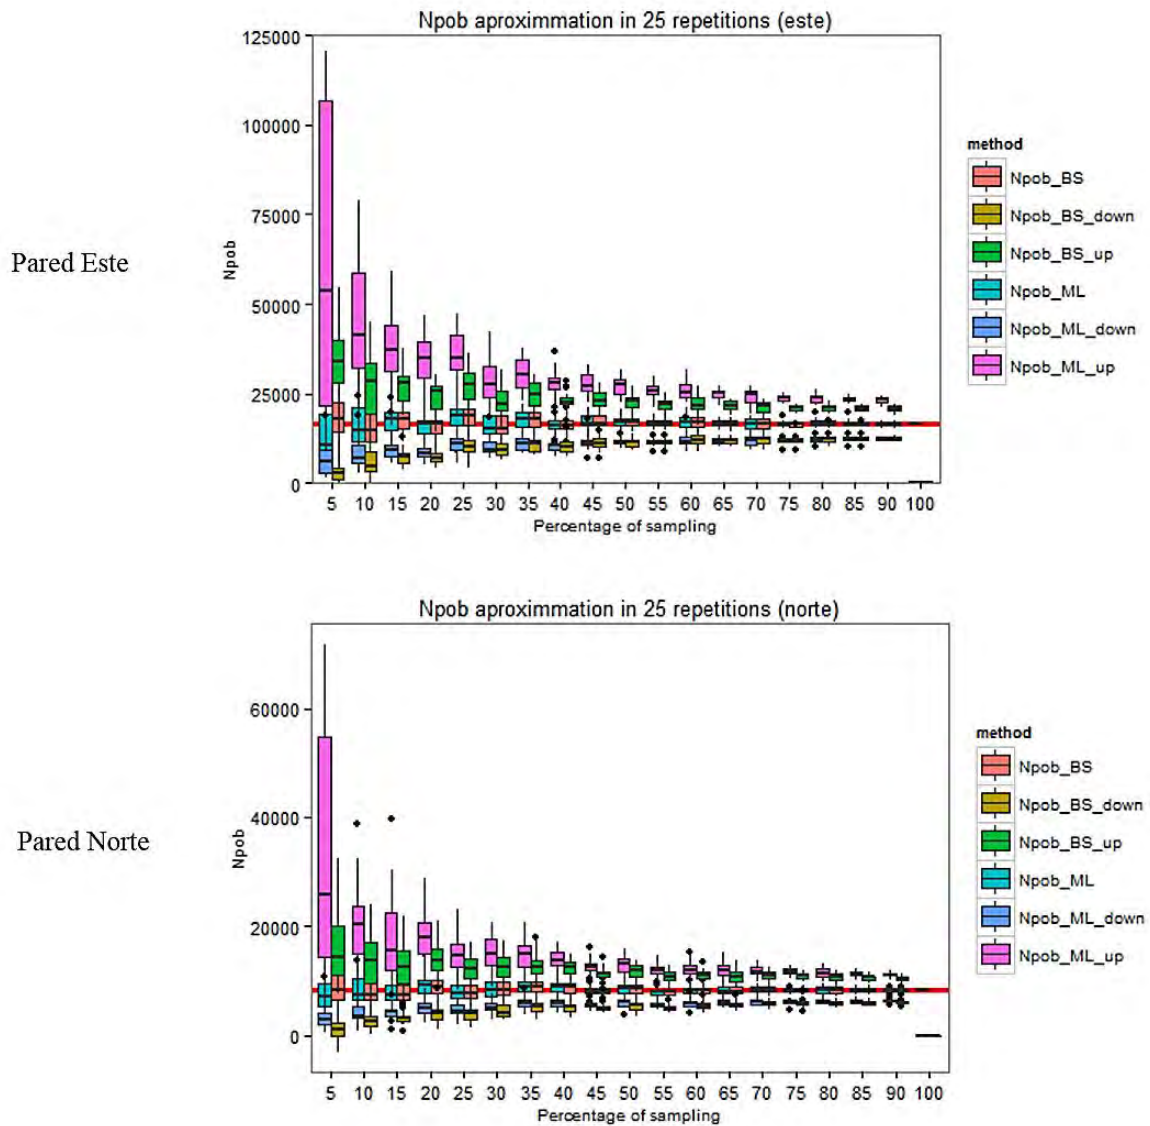 Npob aproximmation in 25 repetitions (este)
125000
100000
75000
50000
25000
0
Npob
5 10 15 20 25 30 35 40 45 50 55 60 65 70 75 80 85 90 100
Percentage of sampling
method
Npob_BS
Npob_BS_down
Npob_BS_up
Npob_ML
Npob_ML_down
Npob_ML_up
Pared Este
Npob aproximmation in 25 repetitions (norte)
60000
40000
20000
0
Npob
5 10 15 20 25 30 35 40 45 50 55 60 65 70 75 80 85 90 100
Percentage of sampling
method
Npob_BS
Npob_BS_down
Npob_BS_up
Npob_ML
Npob_ML_down
Npob_ML_up
Pared Norte